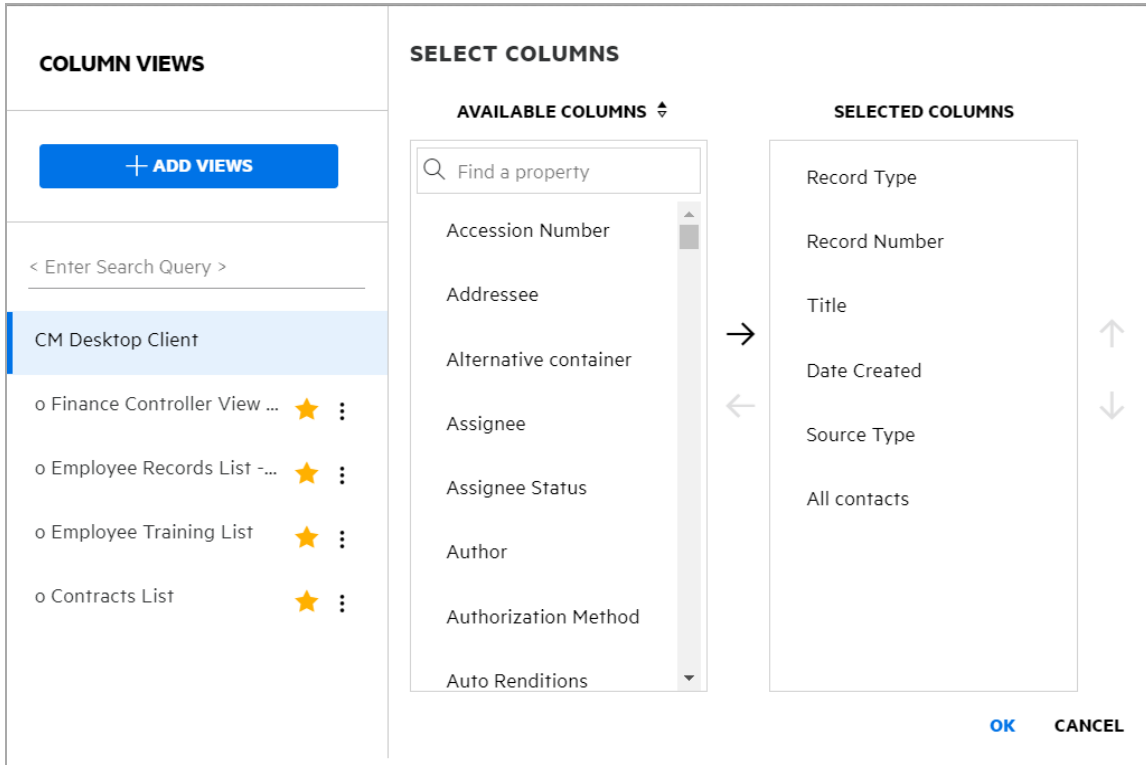 COLUMN VIEWS
+ ADD VIEWS
< Enter Search Query >
CM Desktop Client
o Finance Controller View ...
o Employee Records List -...
o Employee Training List
o Contracts List
SELECT COLUMNS
AVAILABLE COLUMNS
Find a property
Accession Number
Addressee
Alternative container
Assignee
Assignee Status
Author
Authorization Method
Auto Renditions
SELECTED COLUMNS
Record Type
Record Number
Title
Date Created
Source Type
All contacts
OK CANCEL